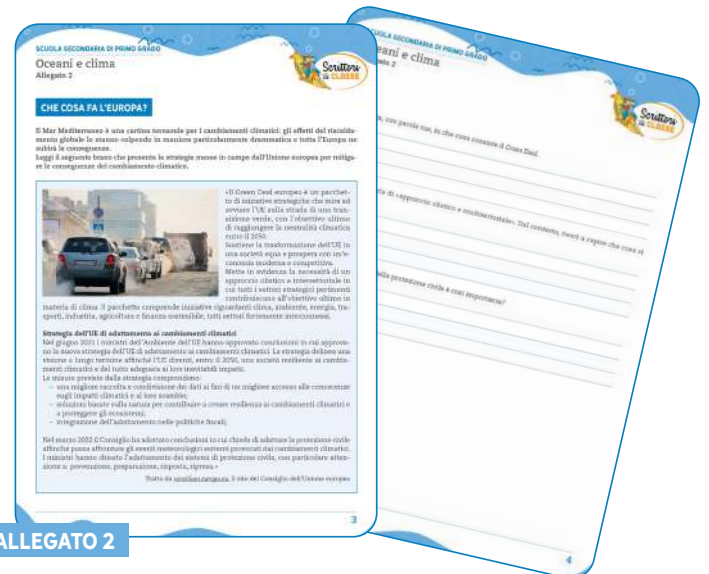 SCUOLA SECONDARIA DI PRIMO GRADO
Oceani e clima
Allegato 2
Scrittori
di CLASSE
CHE COSA FA L'EUROPA?
Il Mar Mediterraneo è una cartina tornasole per i cambiamenti climatici: gli effetti del riscalda-
mento globale lo stanno colpendo in maniera particolarmente drammatica e tutta l'Europa ne
subirà le conseguenze.
Leggi il seguente brano che presenta le strategie messe in campo dall'Unione europea per mitiga-
re le conseguenze del cambiamento climatico.
«Il Green Deal europeo è un pacchet-
to di iniziative strategiche che mira ad
avviare l'UE sulla strada di una tran-
sizione verde, con l'obiettivo ultimo
di raggiungere la neutralità climatica
entro il 2050.
Sostiene la trasformazione dell'UE in
una società equa e prospera con un'e-
conomia moderna e competitiva.
Mette in evidenza la necessità di un
approccio olistico e intersettoriale in
cui tutti i settori strategici pertinenti
contribuiscano all'obiettivo ultimo in
materia di clima. Il pacchetto comprende iniziative riguardanti clima, ambiente, energia, tra-
sporti, industria, agricoltura e finanza sostenibile, tutti settori fortemente interconnessi.
Strategia dell'UE di adattamento ai cambiamenti climatici
Nel giugno 2021 i ministri dell'Ambiente dell'UE hanno approvato conclusioni in cui approva-
no la nuova strategia dell'UE di adattamento ai cambiamenti climatici. La strategia delinea una
visione a lungo termine affinché l'UE diventi, entro il 2050, una società resiliente ai cambia-
menti climatici e del tutto adeguata ai loro inevitabili impatti.
Le misure previste dalla strategia comprendono:
– una migliore raccolta e condivisione dei dati ai fini di un migliore accesso alle conoscenze
sugli impatti climatici e al loro scambio;
– soluzioni basate sulla natura per contribuire a creare resilienza ai cambiamenti climatici e
a proteggere gli ecosistemi;
– integrazione dell'adattamento nelle politiche fiscali;
Nel marzo 2022 il Consiglio ha adottato conclusioni in cui chiede di adattare la protezione civile
affinché possa affrontare gli eventi meteorologici estremi provocati dai cambiamenti climatici.
I ministri hanno chiesto l'adattamento dei sistemi di protezione civile, con particolare atten-
zione a: prevenzione, preparazione, risposta, ripresa.»
Tratto da consilium.europa.eu, il sito del Consiglio dell'Unione europea
3
ALLEGATO 2
SCUOLA SECONDARIA DI PRIMO GRADO
eani e clima
ato 2
Scrittori
di CLASSE
, con parole tue, in che cosa consiste il Green Deal.
rla di «approccio olistico e intersettoriale». Dal contesto, riesci a capire che cosa si
ella protezione civile è così importante?
4